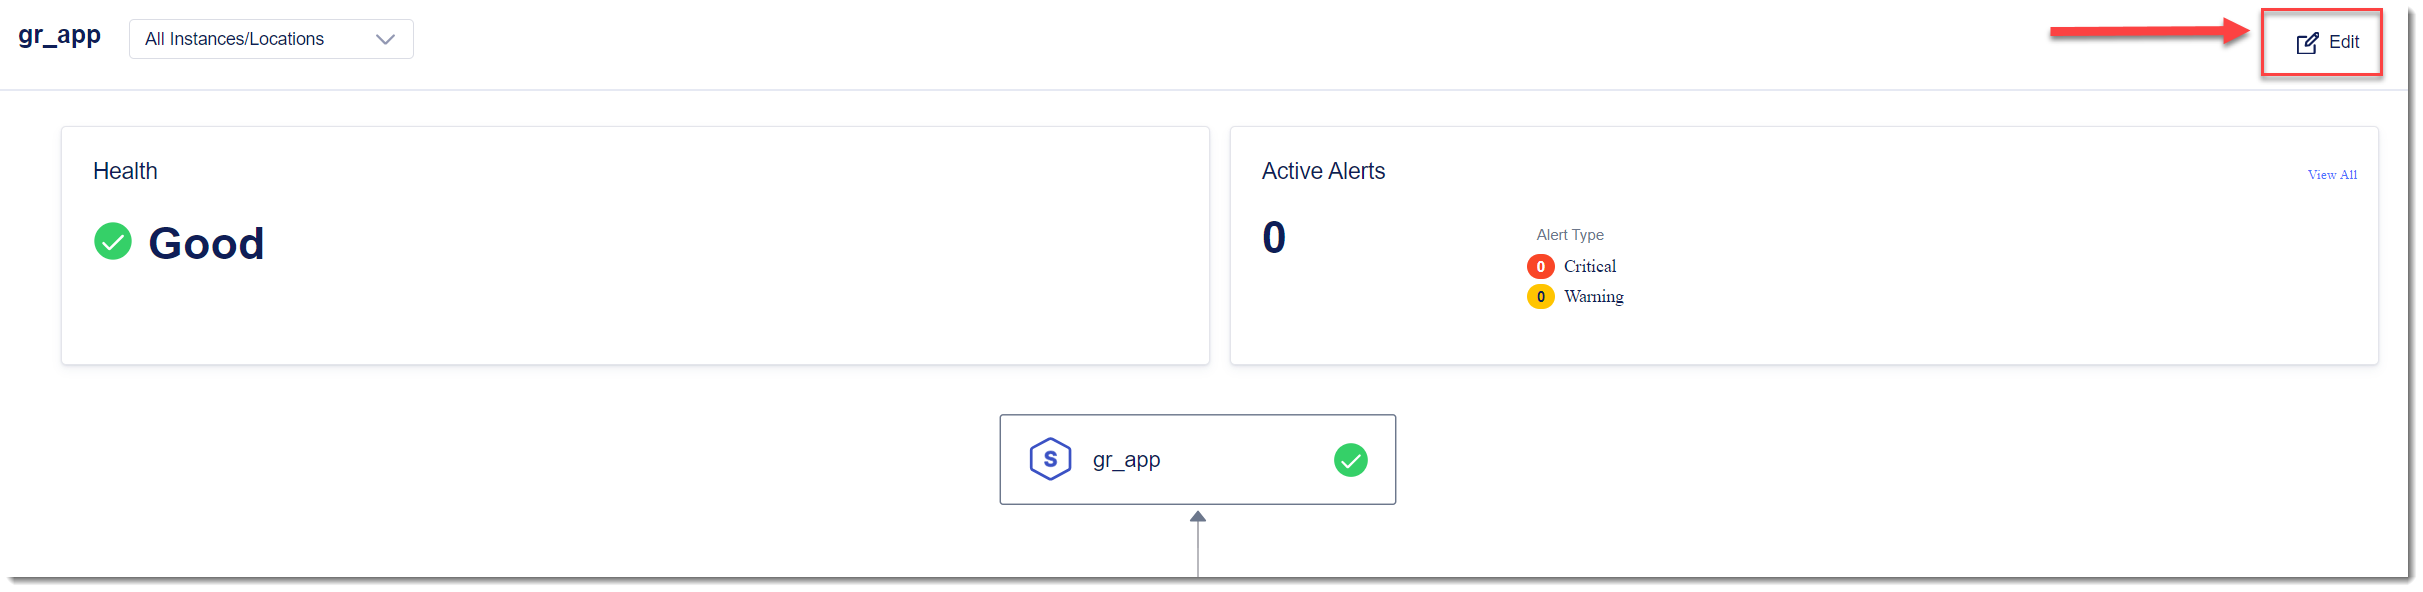 gr_app
All Instances/Locations
Edit
Health
Good
Active Alerts
View All
0
Alert Type
0 Critical
0 Warning
S gr_app